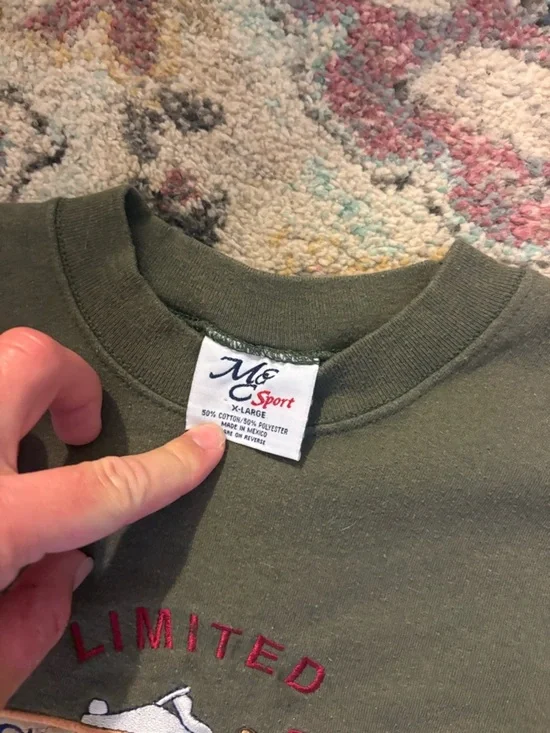 M&C Sport
X-LARGE
50% COTTON/50% POLYESTER
MADE IN MEXICO
CARE ON REVERSE
LIMITED